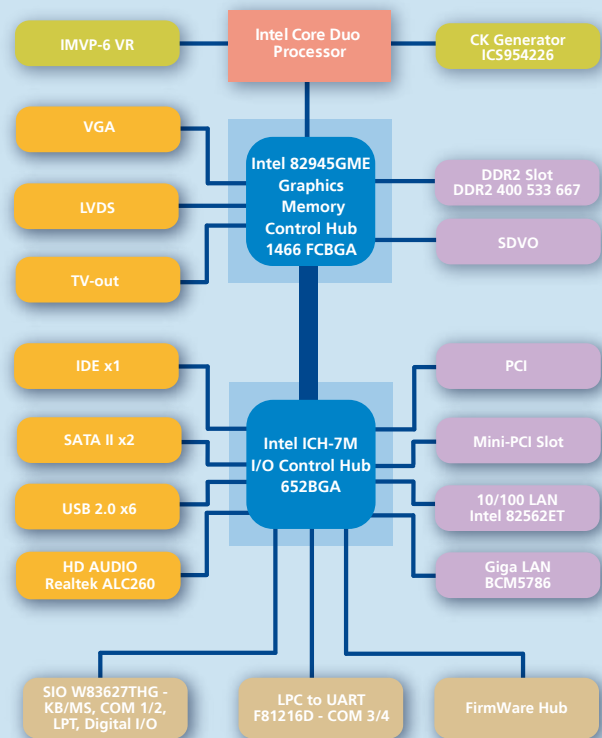 IMVP-6 VR
Intel Core Duo
Processor
CK Generator
ICS954226
VGA
LVDS
TV-out
Intel 82945GME
Graphics
Memory
Control Hub
1466 FCBGA
DDR2 Slot
DDR2 400 533 667
SDVO
IDE x1
SATA II x2
USB 2.0 x6
HD AUDIO
Realtek ALC260
Intel ICH-7M
I/O Control Hub
652BGA
PCI
Mini-PCI Slot
10/100 LAN
Intel 82562ET
Giga LAN
BCM5786
SIO W83627THG -
KB/MS, COM 1/2,
LPT, Digital I/O
LPC to UART
F81216D - COM 3/4
FirmWare Hub